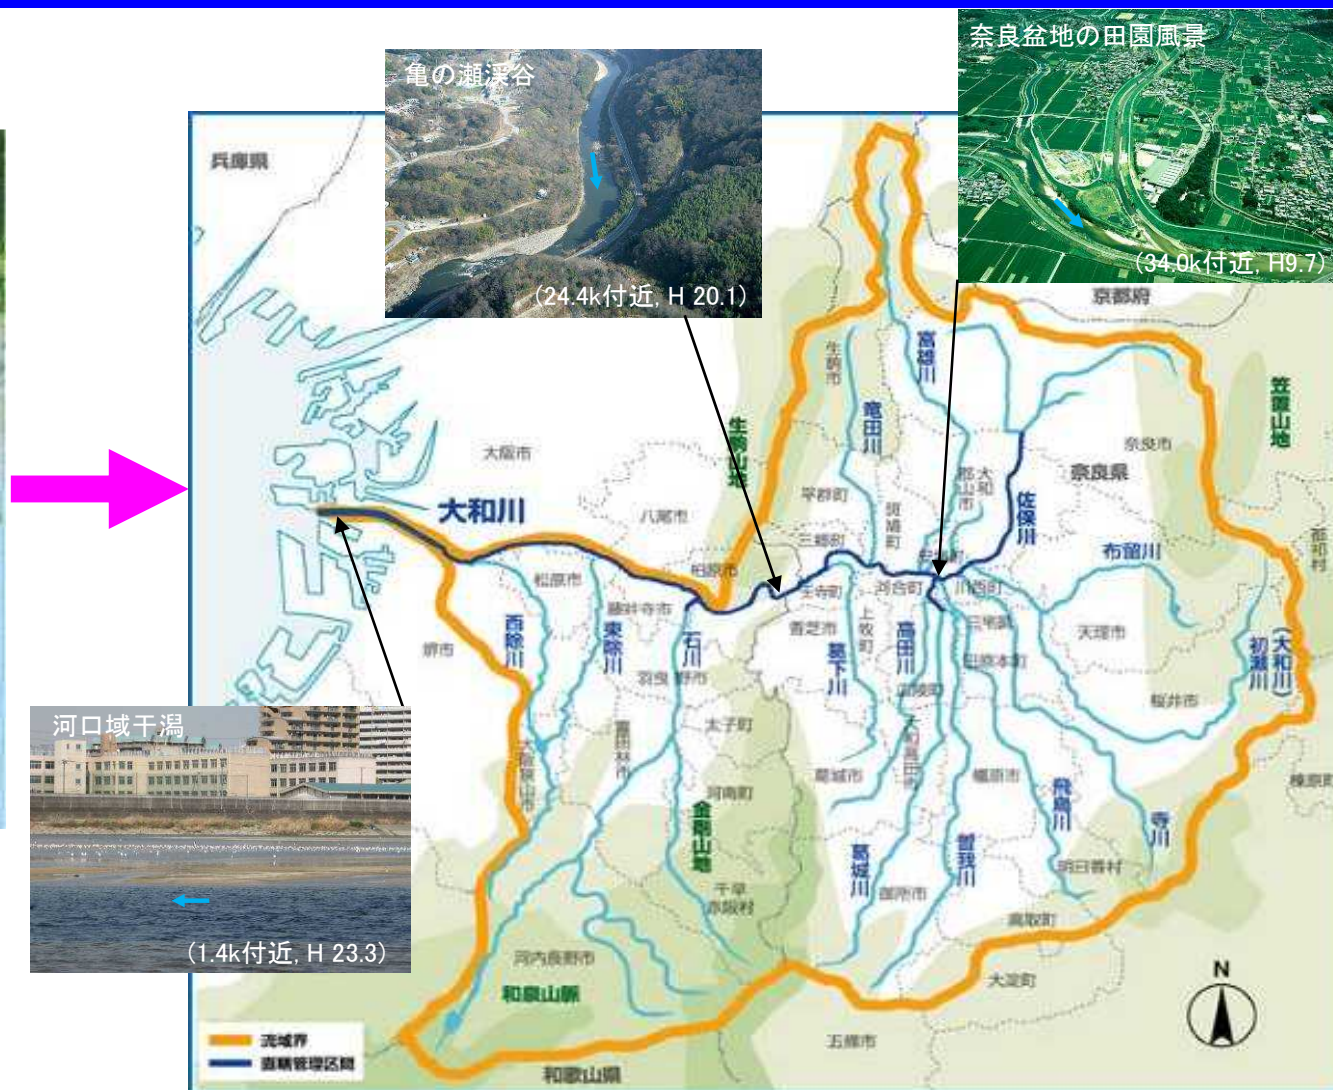 奈良盆地の田園風景
(34.0k付近, H9.7)
亀の瀬渓谷
(24.4k付近, H 20.1)
兵庫県
京都府
生駒市
富雄川
竜田川
生駒山地
笠置山地
奈良市
奈良県
大阪市
大和川
八尾市
平群町
斑鳩町
大和
郡山市
佐保川
都祁村
三郷町
安堵町
布留川
柏原市
松原市
王寺町
河合町
川西町
藤井寺市
香芝市
上牧町
三宅町
天理市
堺市
西除川
東除川
石川
羽曳野市
葛下川
高田川
田原本町
初瀬川
(大和川)
広陵町
桜井市
太子町
富田林市
大阪狭山市
大和高田市
葛城市
橿原市
榛原町
河南町
金剛山地
飛鳥川
寺川
葛城川
曽我川
明日香村
千早
赤阪村
御所市
高取町
河内長野市
和泉山脈
大淀町
五條市
和歌山県
河口域干潟
(1.4k付近, H 23.3)
N
流域界
直轄管理区間